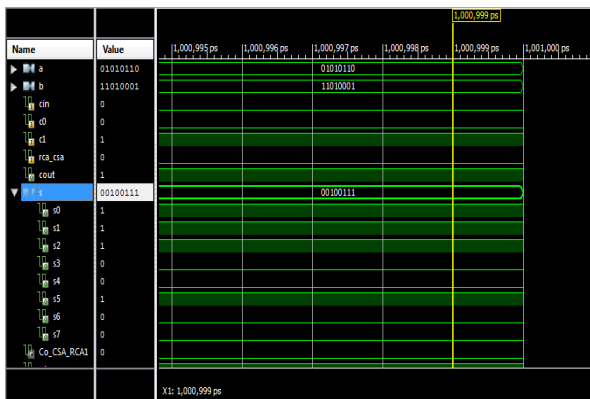 1,000,999 ps
Name Value 1,000,995 ps 1,000,996 ps 1,000,997 ps 1,000,998 ps 1,000,999 ps 1,001,000 ps
a 01010110 01010110
b 11010001 11010001
cin 0
c0 0
c1 1
rca_csa 0
cout 1
s 00100111 00100111
s0 1
s1 1
s2 1
s3 0
s4 0
s5 1
s6 0
s7 0
Co_CSA_RCA1 0
X1: 1,000,999 ps